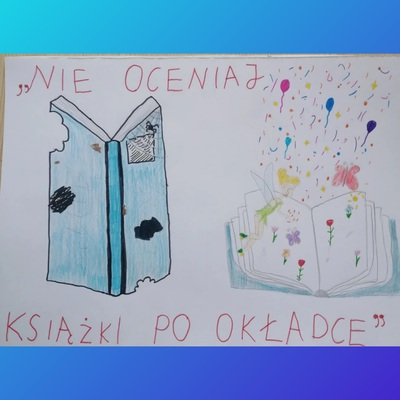 „NIE OCENIAJ
KSIĄŻKI PO OKŁADCE”